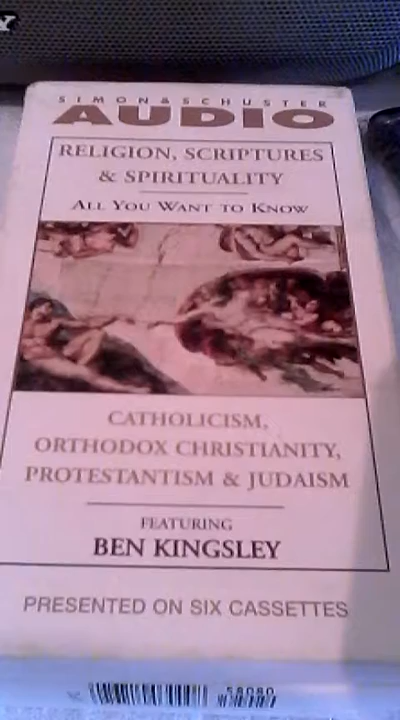 SIMON & SCHUSTER
AUDIO
RELIGION, SCRIPTURES
& SPIRITUALITY
ALL YOU WANT TO KNOW
CATHOLICISM,
ORTHODOX CHRISTIANITY,
PROTESTANTISM & JUDAISM
FEATURING
BEN KINGSLEY
PRESENTED ON SIX CASSETTES
58080